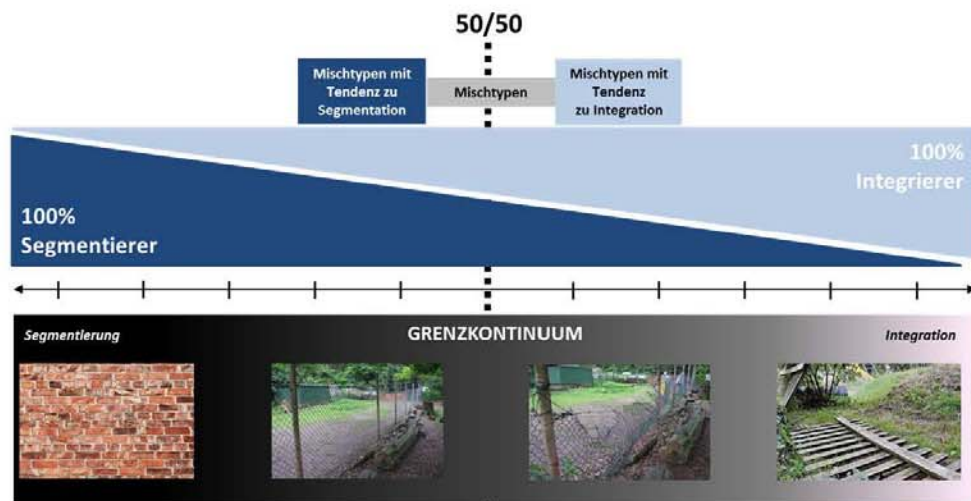 50/50
Mischtypen mit
Tendenz zu
Segmentation
Mischtypen
Mischtypen mit
Tendenz
zu Integration
100%
Integrierer
100%
Segmentierer
Segmentierung
GRENZKONTINUUM
Integration